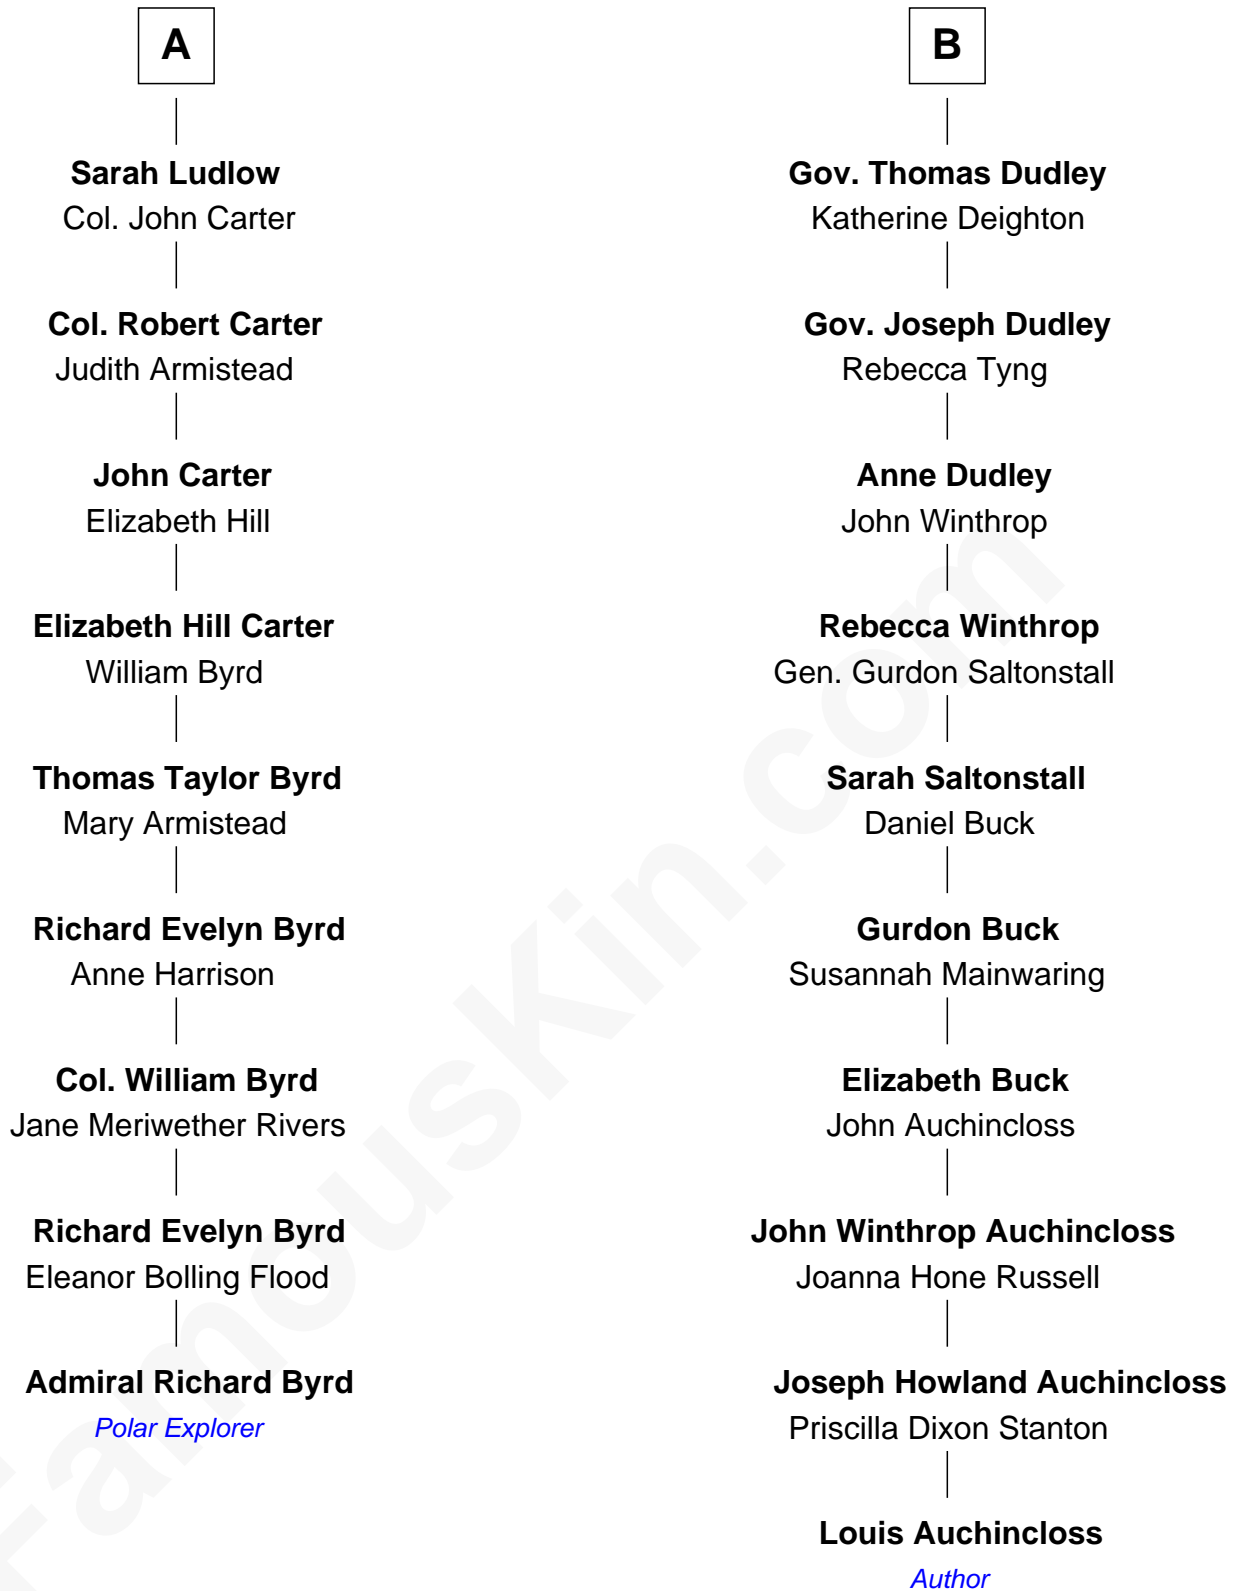 A
Sarah Ludlow
Col. John Carter
Col. Robert Carter
Judith Armistead
John Carter
Elizabeth Hill
Elizabeth Hill Carter
William Byrd
Thomas Taylor Byrd
Mary Armistead
Richard Evelyn Byrd
Anne Harrison
Col. William Byrd
Jane Meriwether Rivers
Richard Evelyn Byrd
Eleanor Bolling Flood
Admiral Richard Byrd
Polar Explorer
B
Gov. Thomas Dudley
Katherine Deighton
Gov. Joseph Dudley
Rebecca Tyng
Anne Dudley
John Winthrop
Rebecca Winthrop
Gen. Gurdon Saltonstall
Sarah Saltonstall
Daniel Buck
Gurdon Buck
Susannah Mainwaring
Elizabeth Buck
John Auchincloss
John Winthrop Auchincloss
Joanna Hone Russell
Joseph Howland Auchincloss
Priscilla Dixon Stanton
Louis Auchincloss
Author
FamousKin.com